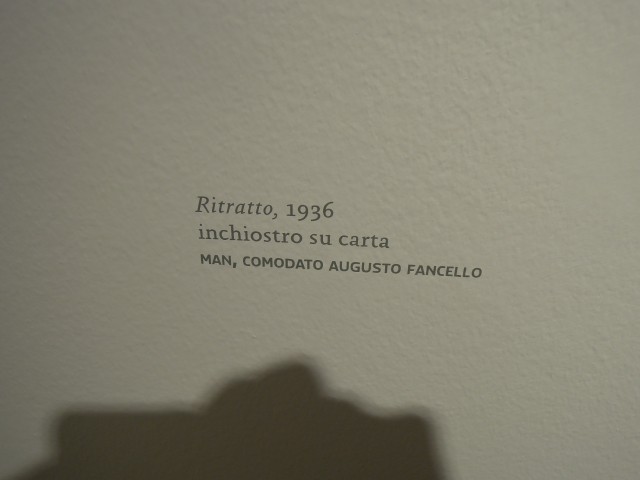 Ritratto, 1936
inchiostro su carta
MAN, COMODATO AUGUSTO FANCELLO